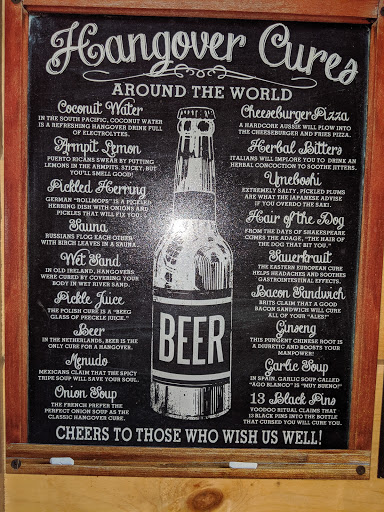 Hangover Cures
AROUND THE WORLD
Coconut Water
IN THE SOUTH PACIFIC, COCONUT WATER
IS A REFRESHING HANGOVER DRINK FULL
OF ELECTROLYTES.
Armpit Lemon
PUERTO RICANS SWEAR BY PUTTING
LEMONS IN THE ARMPITS. STICKY, BUT
YOU'LL SMELL GOOD!
Pickled Herring
GERMAN "ROLLMOPS" IS A PICKLED
HERRING DISH WITH ONIONS AND
PICKLES THAT WILL FIX YOU!
Sauna
RUSSIANS FLOG EACH OTHER
WITH BIRCH LEAVES IN A SAUNA.
Wet Sand
IN OLD IRELAND, HANGOVERS
WERE CURED BY COVERING YOUR
BODY IN WET RIVER SAND.
Pickle Juice
THE POLISH CURE IS A "BEEG
GLASS OF PRECKLE JUICE."
Beer
IN THE NETHERLANDS, BEER IS THE
ONLY CURE FOR A HANGOVER.
Menudo
MEXICANS CLAIM THAT THE SPICY
TRIPE SOUP WILL SAVE YOUR SOUL.
Onion Soup
THE FRENCH PREFER THE
PERFECT ONION SOUP AS THE
CLASSIC HANGOVER CURE.
BEER
Cheeseburger Pizza
A HARDCORE AUSSIE WILL PLOW INTO
THE CHEESEBURGER AND FRIES PIZZA.
Herbal Bitters
ITALIANS WILL IMPLORE YOU TO DRINK AN
HERBAL CONCOCTION TO SOOTHE JITTERS.
Umeboshi
EXTREMELY SALTY, PICKLED PLUMS
ARE WHAT THE JAPANESE ADVISE
IF YOU OVERDO THE SAKI.
Hair of the Dog
FROM THE DAYS OF SHAKESPEARE
COMES THE ADAGE, "THE HAIR OF
THE DOG THAT BIT YOU."
Sauerkraut
THE EASTERN EUROPEAN CURE
HELPS HEADACHES AND SOOTHES
GASTROINTESTINAL EFFECTS.
Bacon Sandwich
BRITS CLAIM THAT A GOOD
BACON SANDWICH WILL CURE
ALL OF YOUR "ALES!"
Ginseng
THIS PUNGENT CHINESE ROOT IS
A DIURETIC AND BOOSTS YOUR
MANPOWER!
Garlic Soup
IN SPAIN, GARLIC SOUP CALLED
"AGO BLANCO" IS "MUY BUENO!"
13 Black Pins
VOODOO RITUAL CLAIMS THAT
13 BLACK PINS INTO THE BOTTLE
THAT CURSED YOU WILL CURE YOU.
CHEERS TO THOSE WHO WISH US WELL!